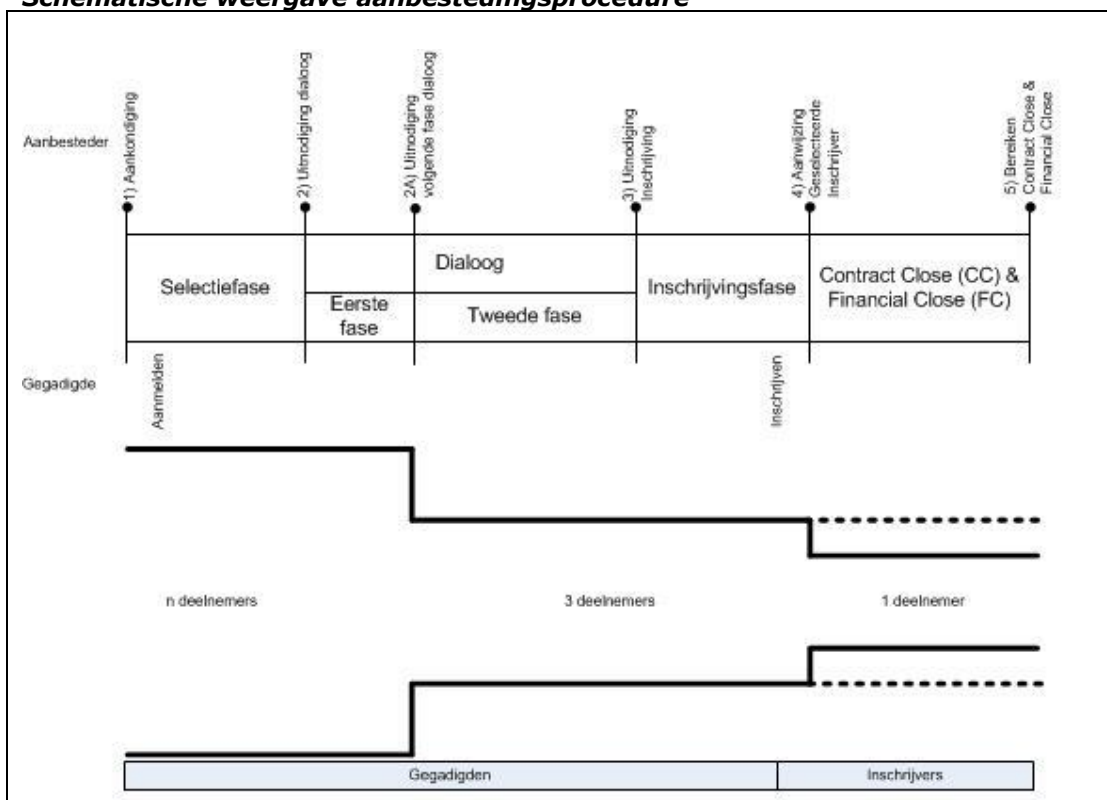 Schematische weergave aanbestedingsprocedure
Aanbesteder
1) Aankondiging
2) Uitnodiging dialoog
2A) Uitnodiging
volgende fase dialoog
3) Uitnodiging
Inschrijving
4) Aanwijzing
Geselecteerde
Inschrijver
5) Bereiken
Contract Close &
Financial Close
Selectiefase
Dialoog
Eerste
fase
Tweede fase
Inschrijvingsfase
Contract Close (CC) &
Financial Close (FC)
Gegadigde
Aanmelden
Inschrijven
n deelnemers
3 deelnemers
1 deelnemer
Gegadigden
Inschrijvers